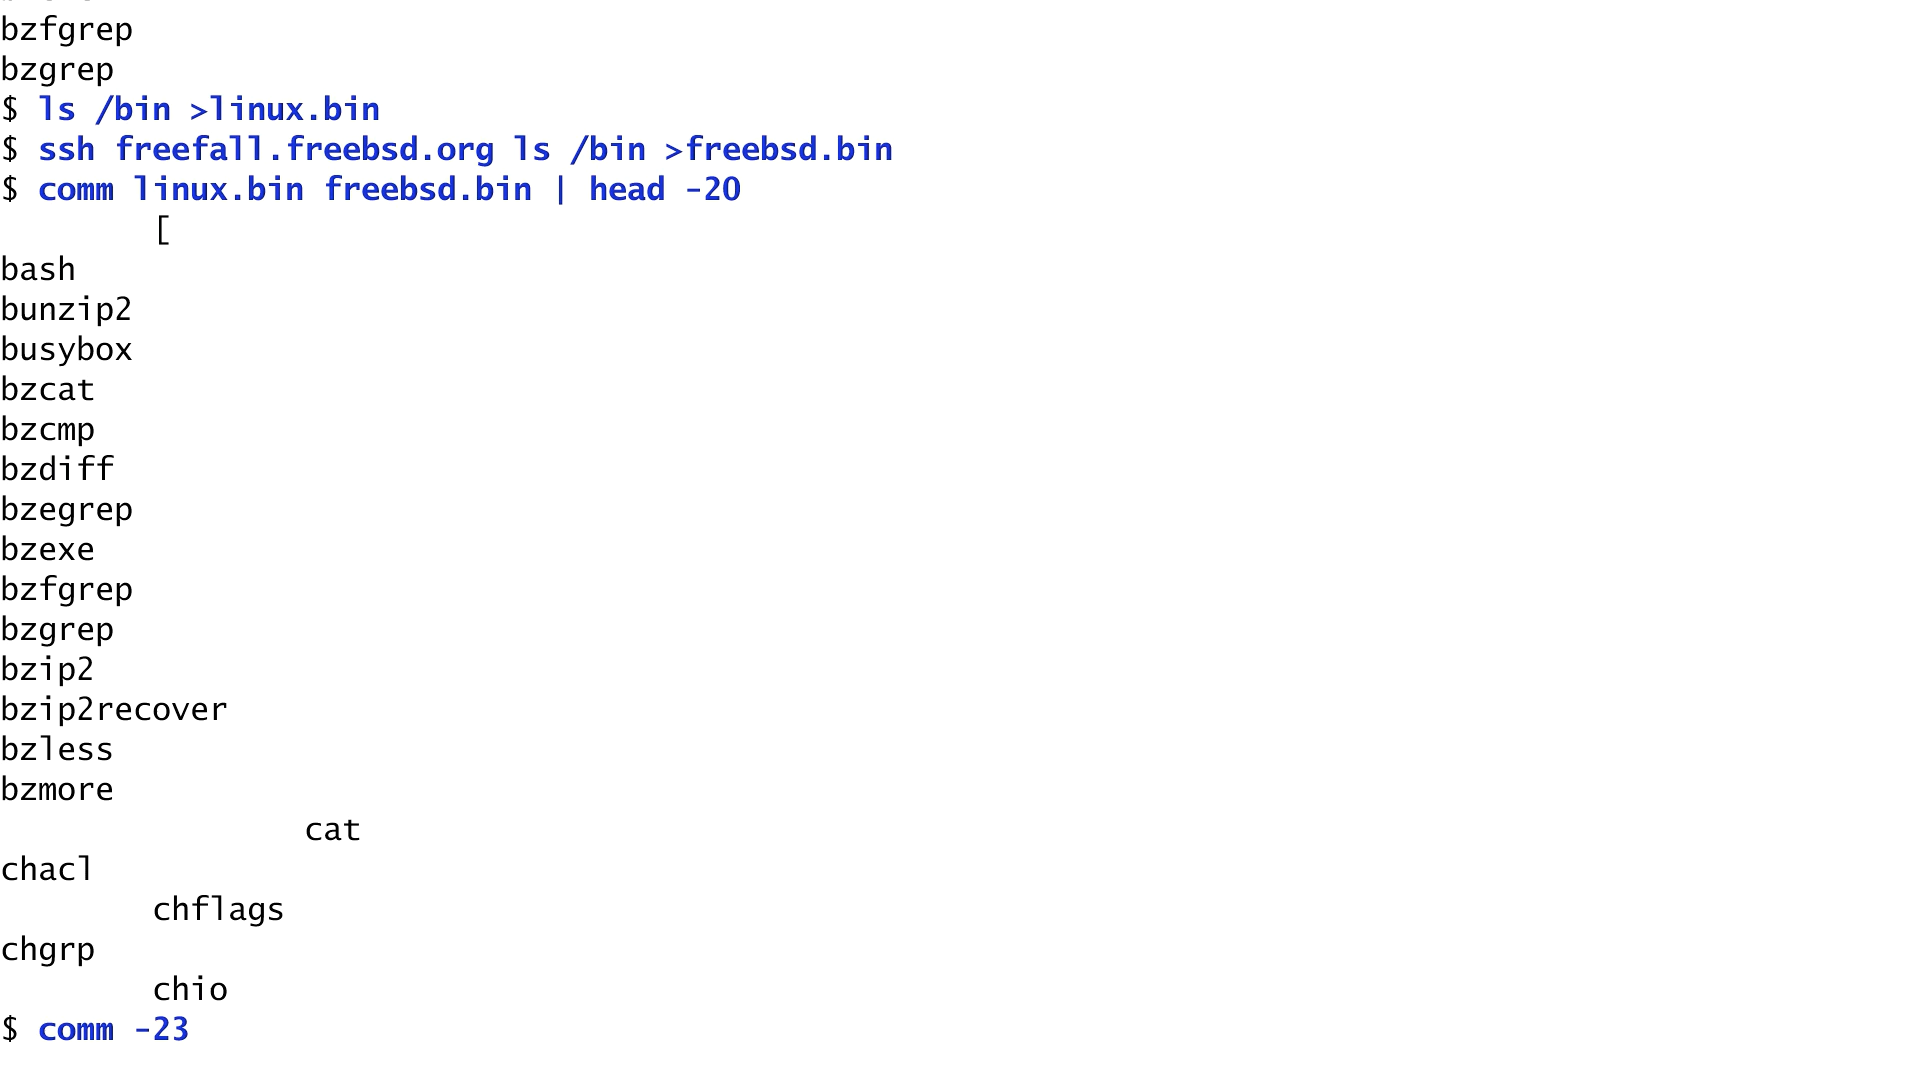 bzfgrep
bzgrep
$ ls /bin >linux.bin
$ ssh freefall.freebsd.org ls /bin >freebsd.bin
$ comm linux.bin freebsd.bin | head -20
[
bash
bunzip2
busybox
bzcat
bzcmp
bzdiff
bzegrep
bzexe
bzfgrep
bzgrep
bzip2
bzip2recover
bzless
bzmore
cat
chacl
chflags
chgrp
chio
$ comm -23